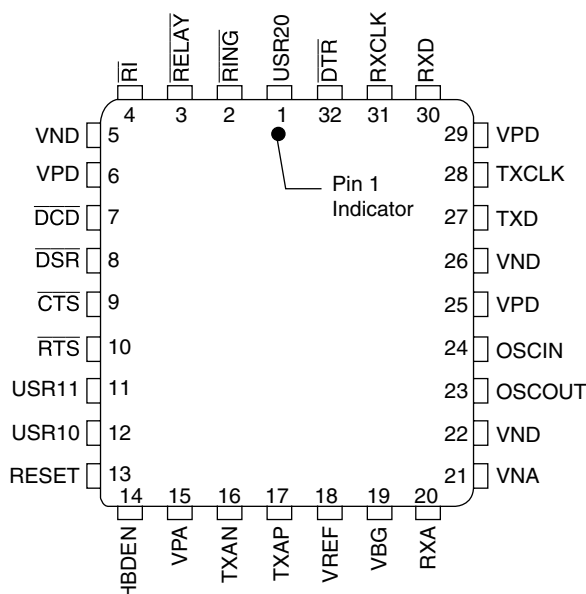 RI
RELAY
RING
USR20
DTR
RXCLK
RXD
4
3
2
1
32
31
30
VND 5
VPD 6
DCD 7
DSR 8
CTS 9
RTS 10
USR11 11
USR10 12
RESET 13
Pin 1
Indicator
29 VPD
28 TXCLK
27 TXD
26 VND
25 VPD
24 OSCIN
23 OSCOUT
22 VND
21 VNA
14
15
16
17
18
19
20
HBDEN
VPA
TXAN
TXAP
VREF
VBG
RXA